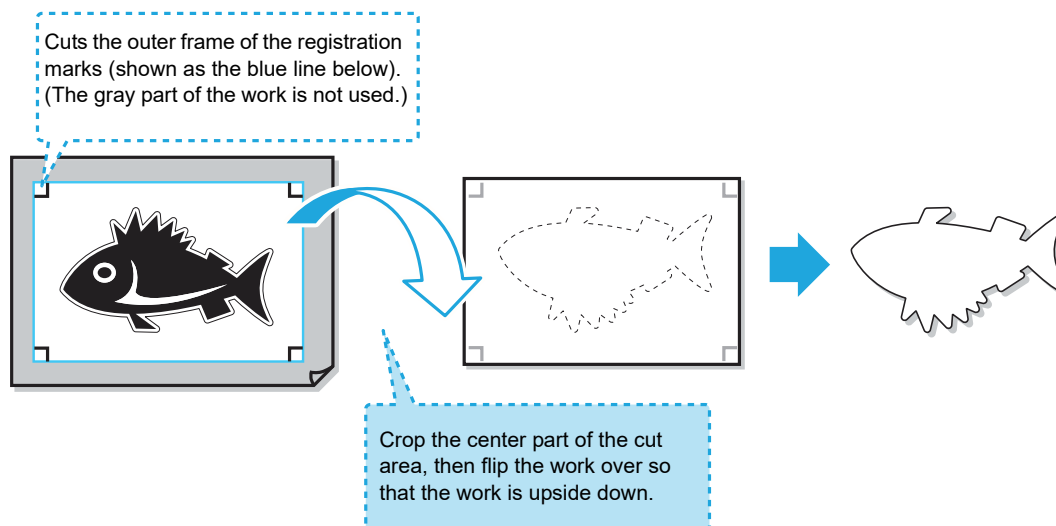 Cuts the outer frame of the registration
marks (shown as the blue line below).
(The gray part of the work is not used.)
Crop the center part of the cut
area, then flip the work over so
that the work is upside down.